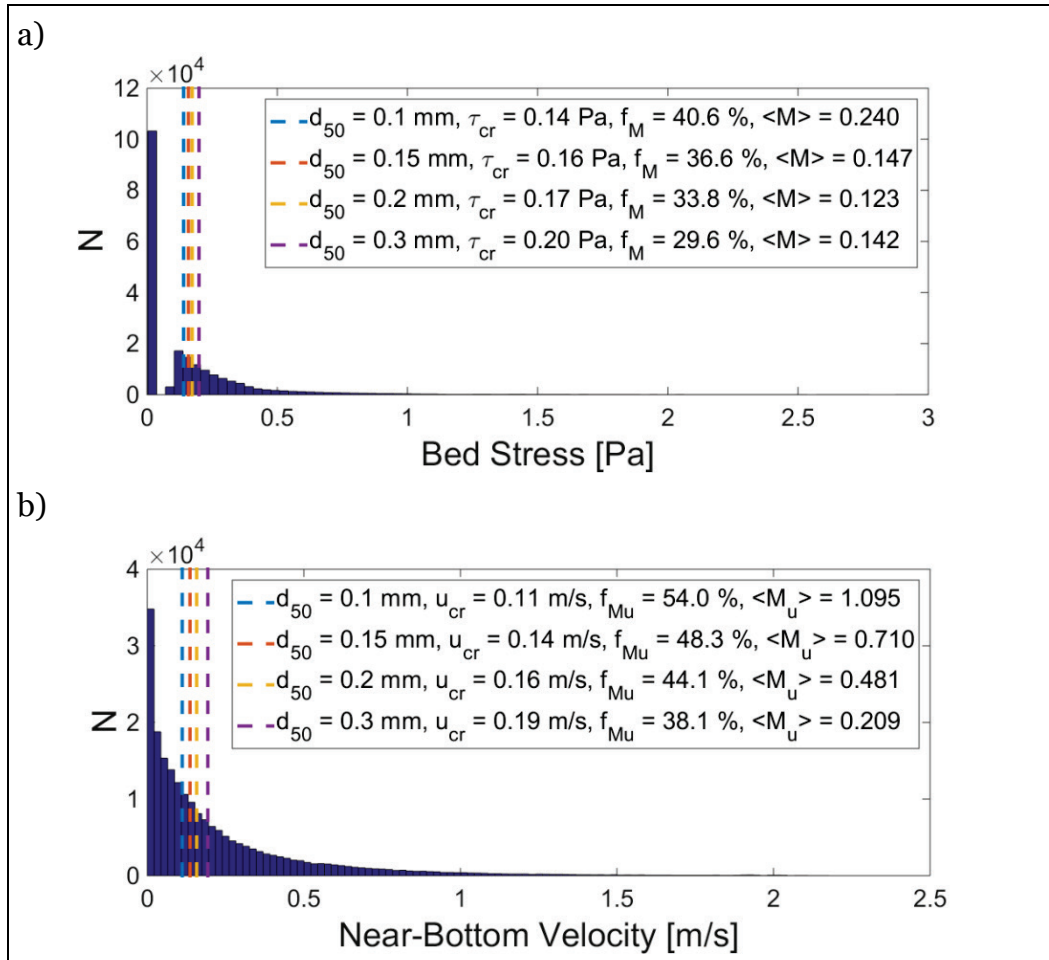 a)
×10⁴
12
10
8
6
4
2
0
N
d₅₀ = 0.1 mm, τ_cr = 0.14 Pa, f_M = 40.6 %, <M> = 0.240
d₅₀ = 0.15 mm, τ_cr = 0.16 Pa, f_M = 36.6 %, <M> = 0.147
d₅₀ = 0.2 mm, τ_cr = 0.17 Pa, f_M = 33.8 %, <M> = 0.123
d₅₀ = 0.3 mm, τ_cr = 0.20 Pa, f_M = 29.6 %, <M> = 0.142
0 0.5 1 1.5 2 2.5 3
Bed Stress [Pa]
b)
×10⁴
4
3
2
1
0
N
d₅₀ = 0.1 mm, u_cr = 0.11 m/s, f_Mu = 54.0 %, <M_u> = 1.095
d₅₀ = 0.15 mm, u_cr = 0.14 m/s, f_Mu = 48.3 %, <M_u> = 0.710
d₅₀ = 0.2 mm, u_cr = 0.16 m/s, f_Mu = 44.1 %, <M_u> = 0.481
d₅₀ = 0.3 mm, u_cr = 0.19 m/s, f_Mu = 38.1 %, <M_u> = 0.209
0 0.5 1 1.5 2 2.5
Near-Bottom Velocity [m/s]